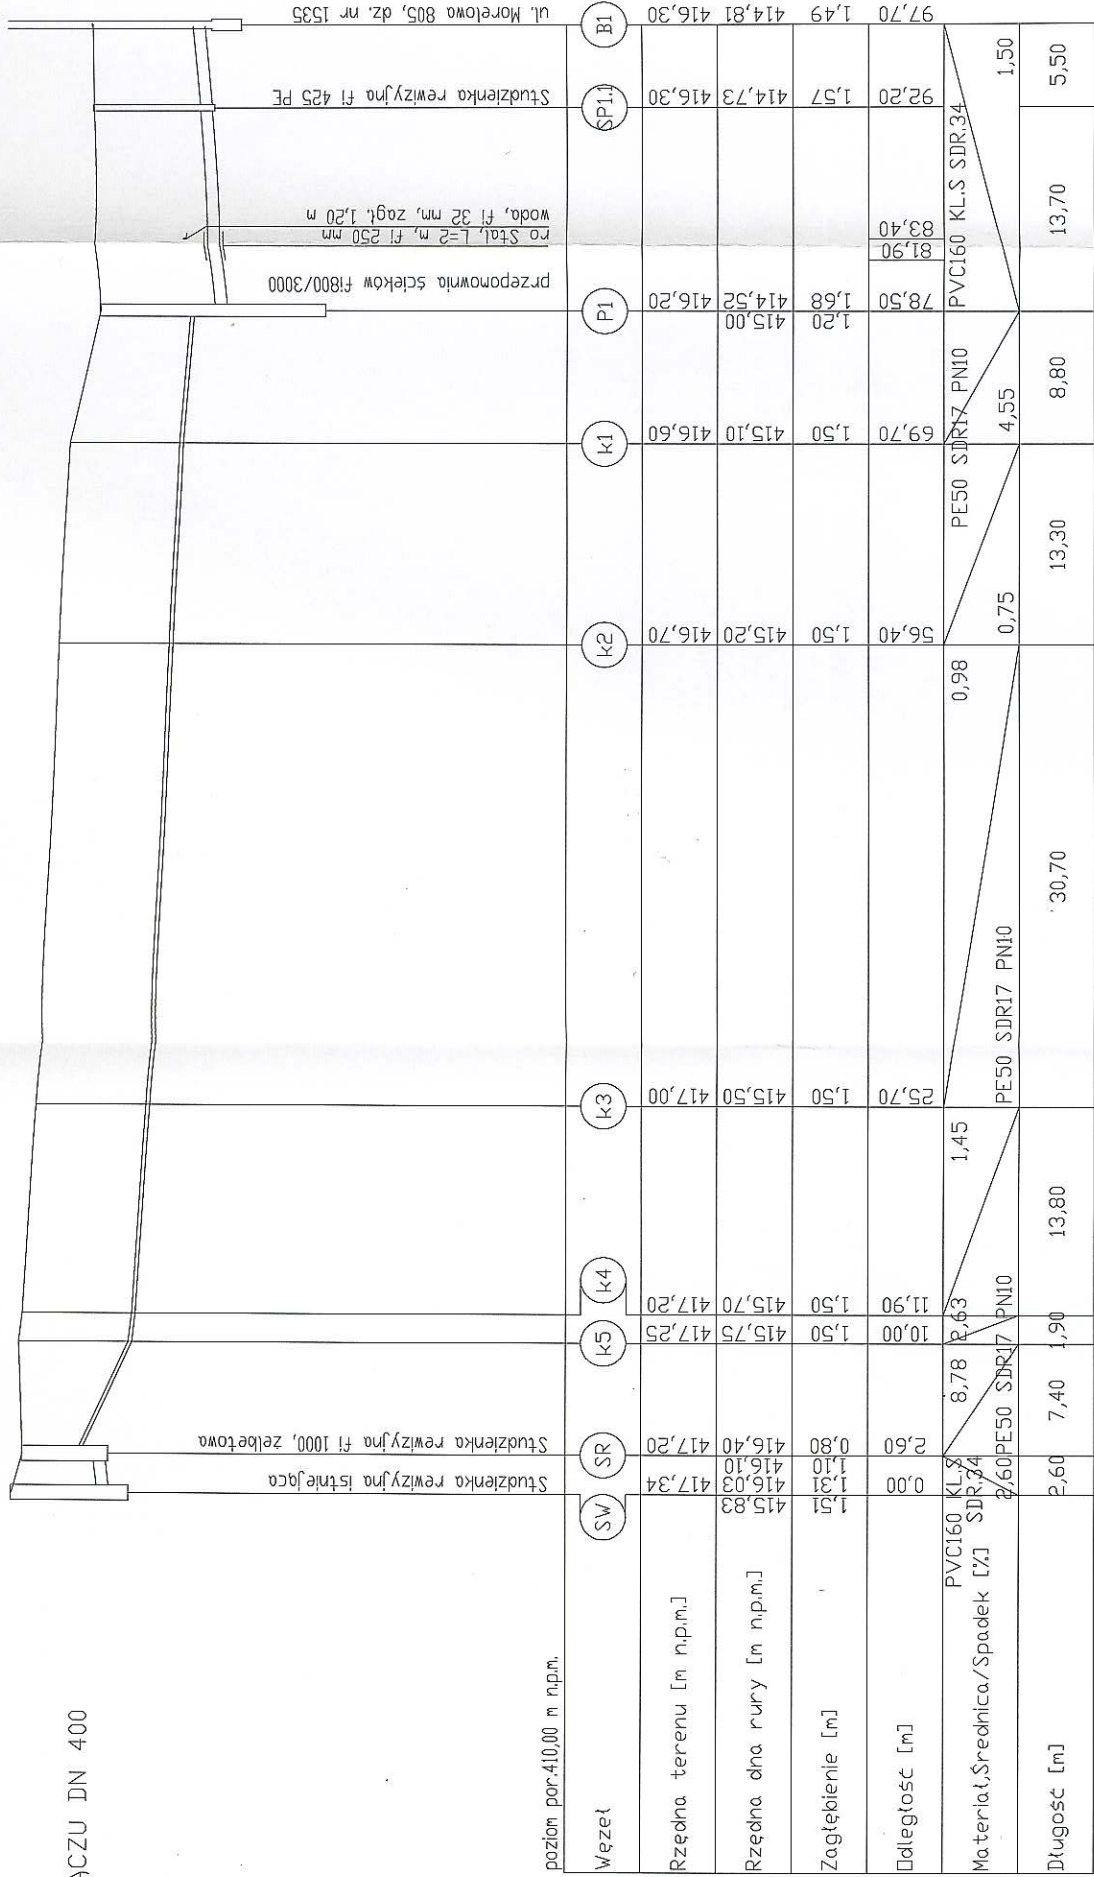 ĄCZU DN 400
Studzienka rewizyjna istniejąca
Studzienka rewizyjna fi 1000, żelbetowa
przepompownia ścieków fi800/3000
ro Stal, L=2 m, fi 250 mm
woda, fi 32 mm, zagł. 1,20 m
Studzienka rewizyjna fi 425 PE
ul. Morelowa 805, dz. nr 1535
poziom por.410,00 m n.p.m.
Węzeł SW SR k5 k4 k3 k2 k1 P1 SP1.1 B1
Rzędna terenu [m n.p.m.] 417,34 417,20 417,25 417,20 417,00 416,70 416,60 416,20 416,30 416,30
Rzędna dna rury [m n.p.m.] 415,83 416,03 416,10 416,40 415,75 415,70 415,50 415,20 415,10 415,00 414,52 414,73 414,81
Zagłębienie [m] 1,51 1,31 1,10 0,80 1,50 1,50 1,50 1,50 1,50 1,20 1,68 1,57 1,49
Odległość [m] 0,00 2,60 10,00 11,90 25,70 56,40 69,70 78,50 81,90 83,40 92,20 97,70
Materiał,Srednica/Spadek [%]
PVC160 KL.S SDR.34 2,60
PE50 SDR17 PN10 8,78 2,63 1,45
PE50 SDR17 PN10 0,98 0,75
PE50 SDR17 PN10 4,55
PVC160 KL.S SDR.34 1,50
Długość [m] 2,60 7,40 1,90 13,80 30,70 13,30 8,80 13,70 5,50